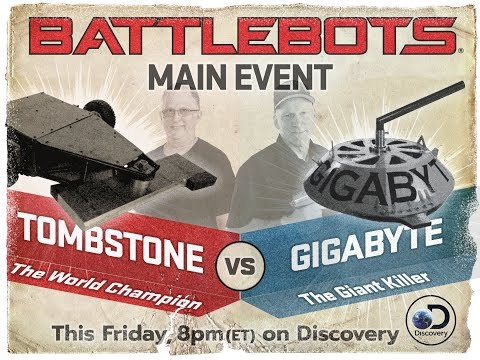 BATTLEBOTS®
MAIN EVENT
GIGABYT
TOMBSTONE
The World Champion
VS
GIGABYTE
The Giant Killer
This Friday, 8pm (ET) on Discovery
D
Discovery